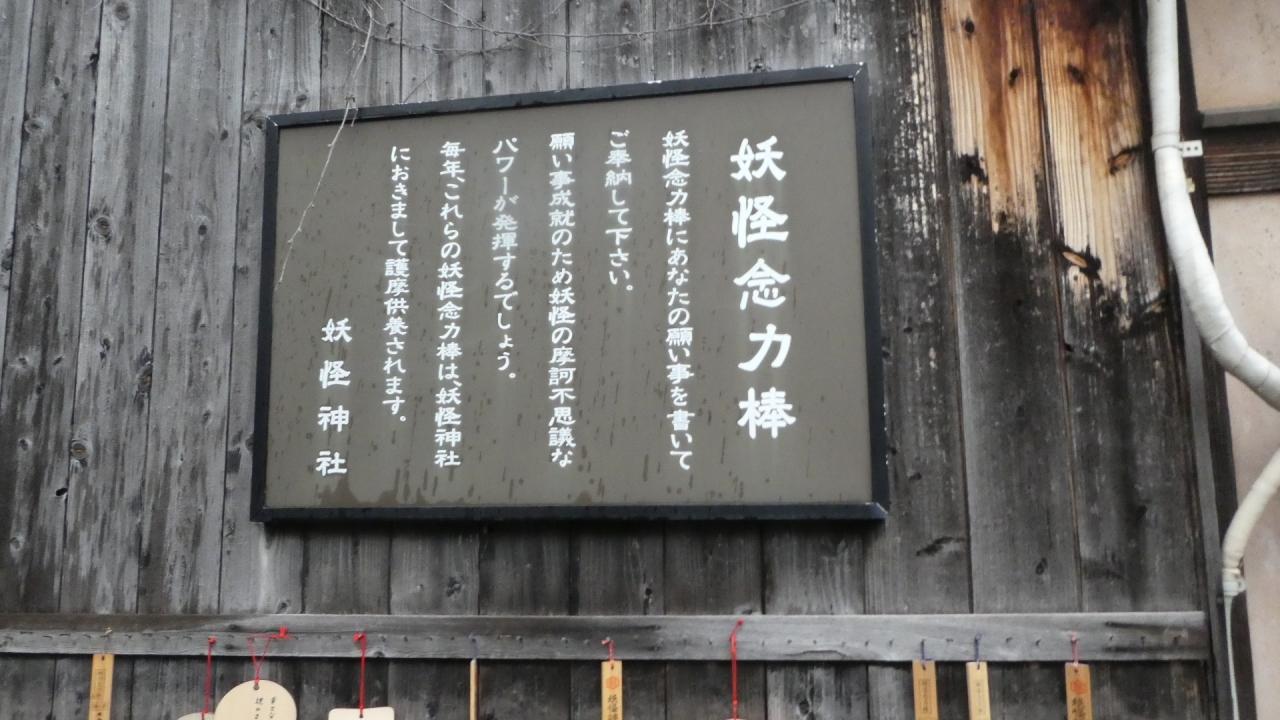 妖怪念力棒
妖怪念力棒にあなたの願い事を書いて
ご奉納して下さい。
願い事成就のため妖怪の摩訶不思議な
パワーが発揮するでしょう。
毎年、これらの妖怪念力棒は、妖怪神社
におきまして護摩供養されます。
妖怪神社